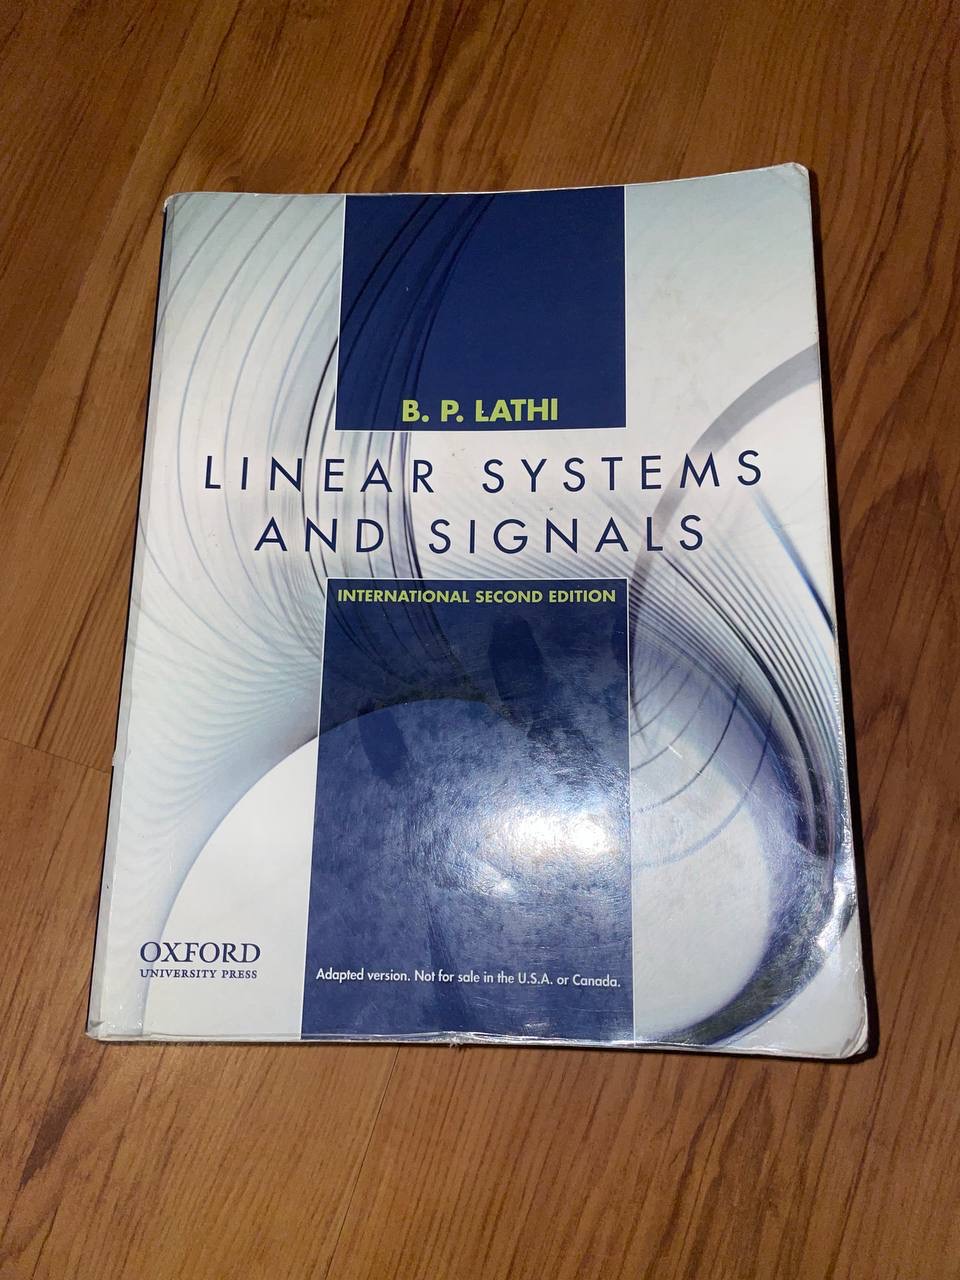 B. P. LATHI
LINEAR SYSTEMS
AND SIGNALS
INTERNATIONAL SECOND EDITION
OXFORD
UNIVERSITY PRESS
Adapted version. Not for sale in the U.S.A. or Canada.